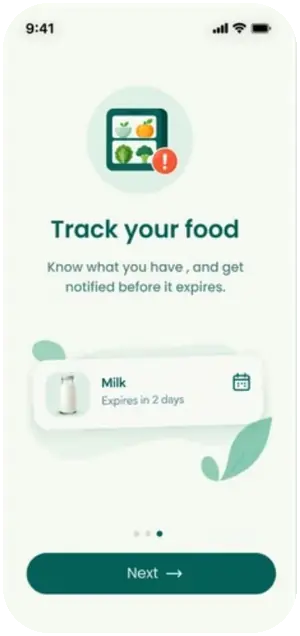 9:41
!
Track your food
Know what you have , and get
notified before it expires.
Milk
Expires in 2 days
Next →